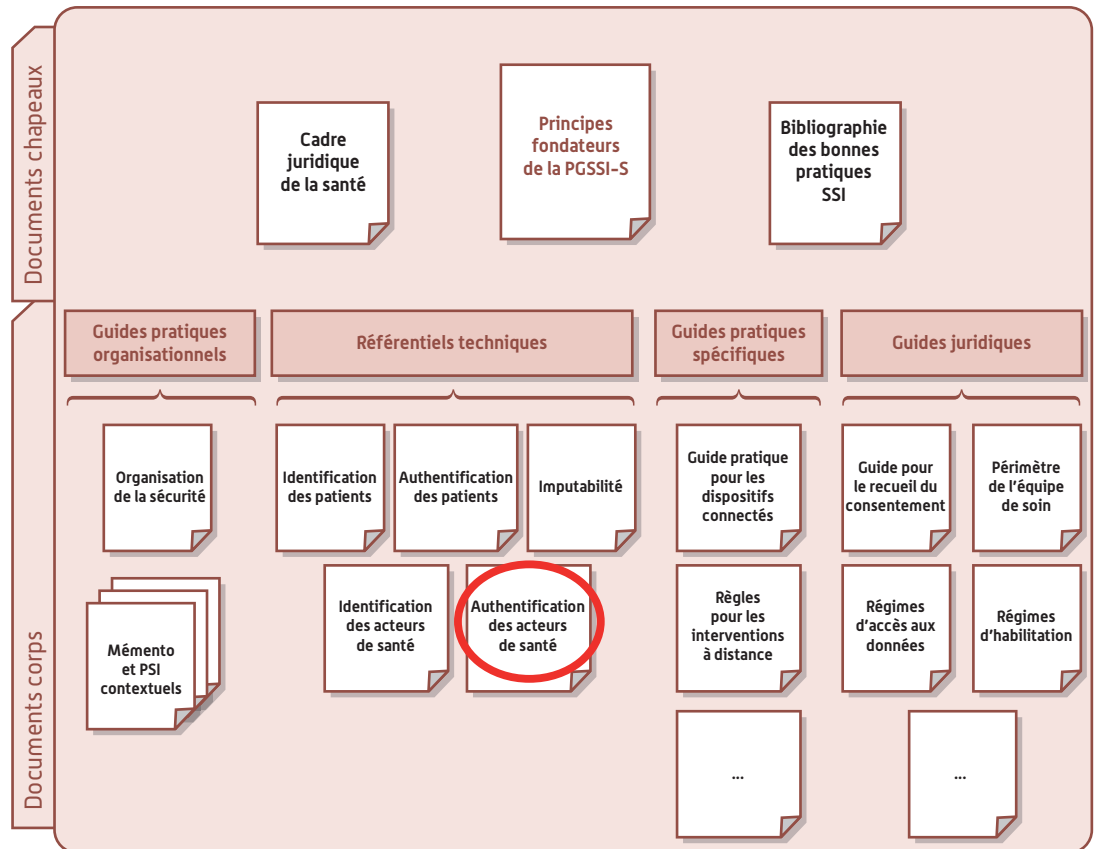 Documents chapeaux
Cadre
juridique
de la santé
Principes
fondateurs
de la PGSSI-S
Bibliographie
des bonnes
pratiques
SSI
Documents corps
Guides pratiques
organisationnels
Référentiels techniques
Guides pratiques
spécifiques
Guides juridiques
Organisation
de la sécurité
Identification
des patients
Authentification
des patients
Imputabilité
Guide pratique
pour les
dispositifs
connectés
Guide pour
le recueil du
consentement
Périmètre
de l'équipe
de soin
Mémento
et PSI
contextuels
Identification
des acteurs
de santé
Authentification
des acteurs
de santé
Règles
pour les
interventions
à distance
Régimes
d'accès aux
données
Régimes
d'habilitation
...
...